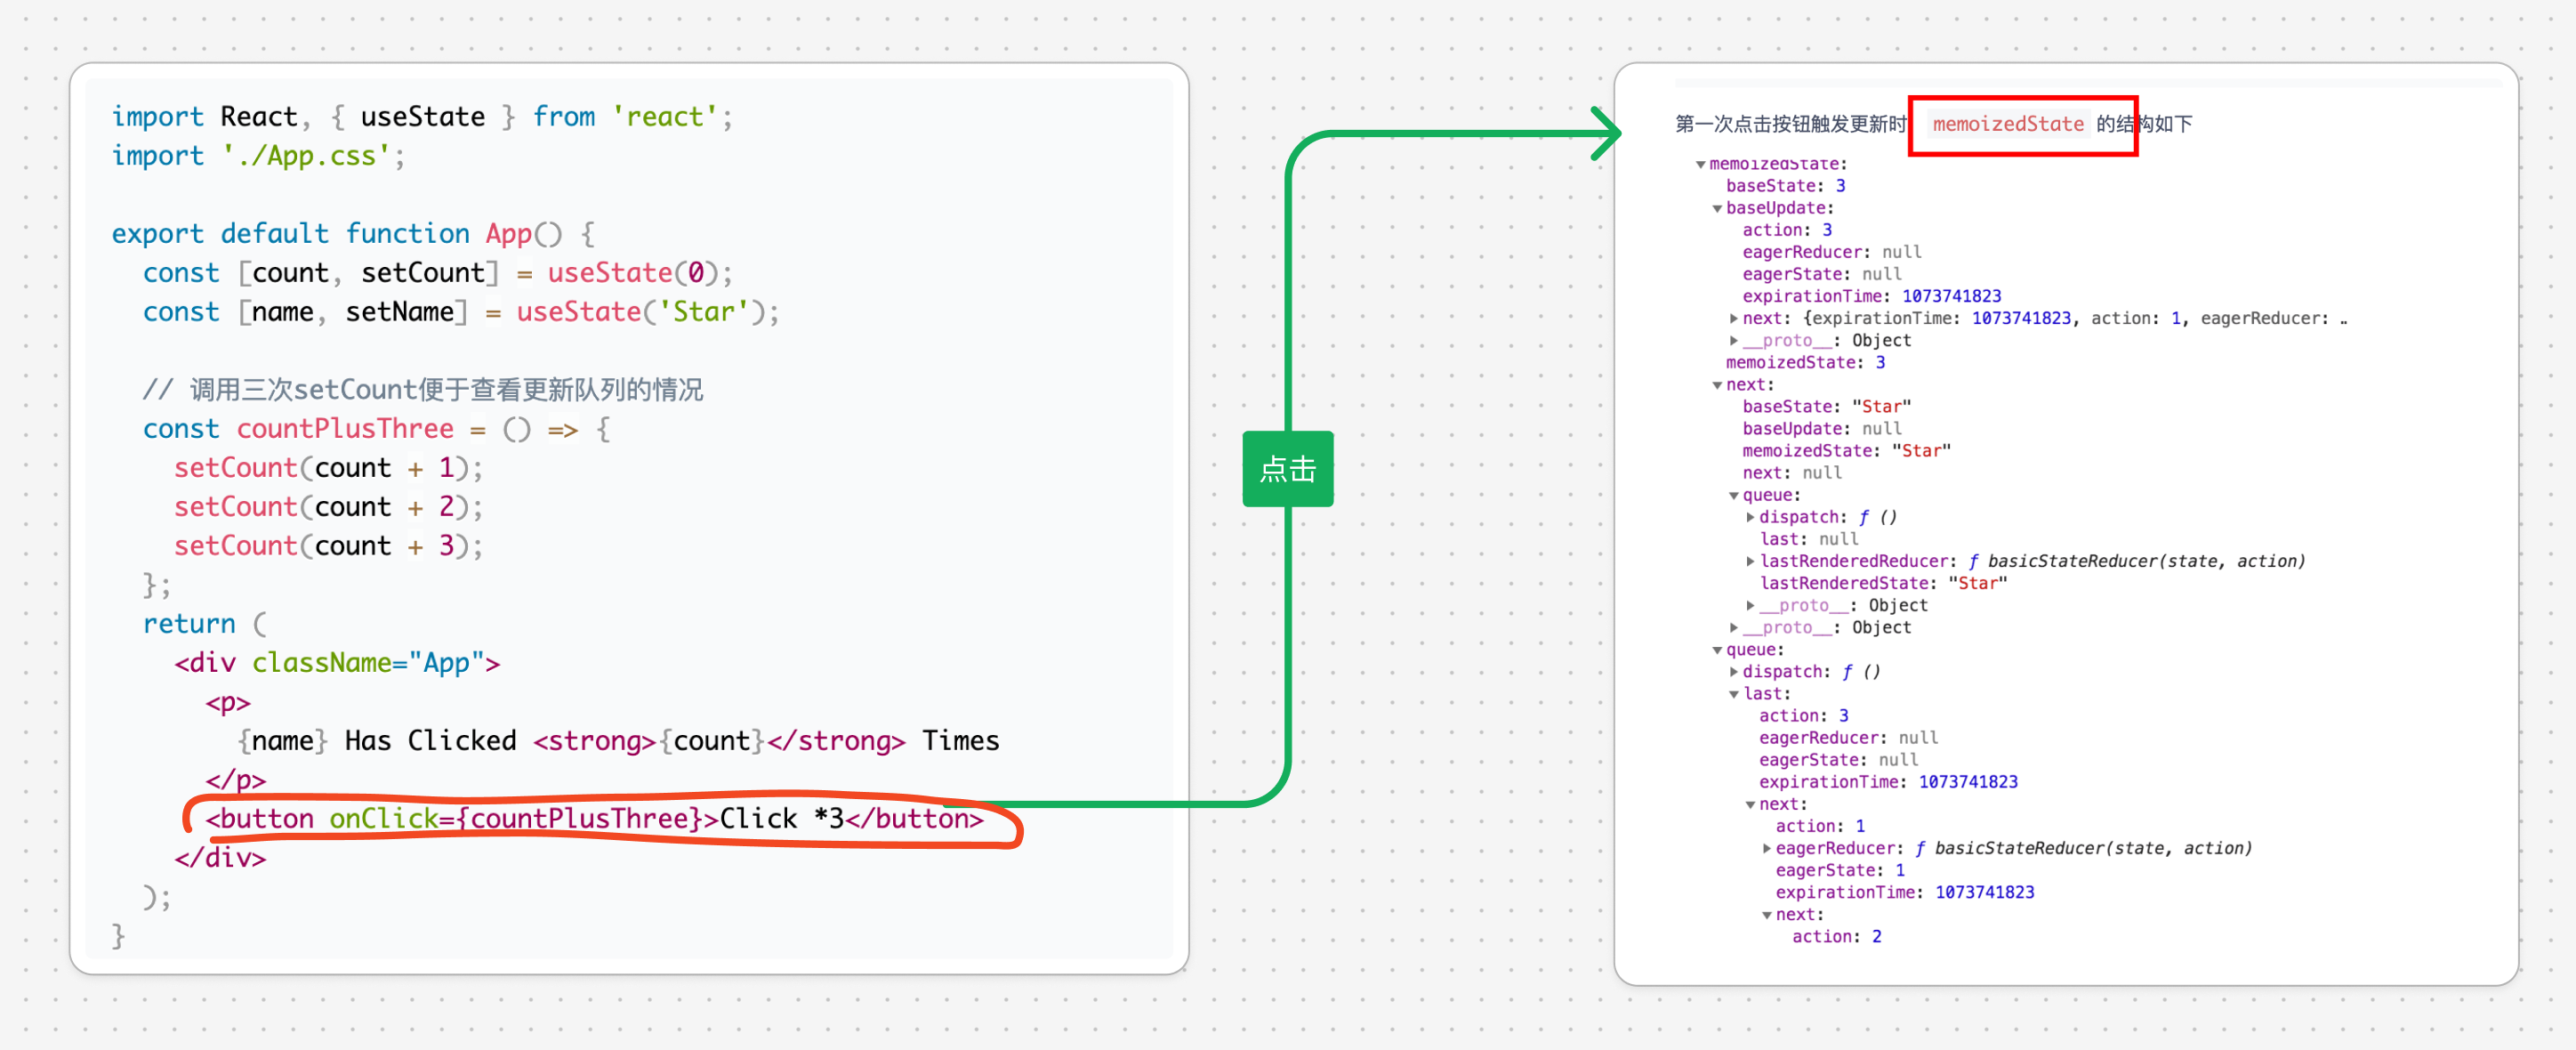 import React, { useState } from 'react';
import './App.css';
export default function App() {
const [count, setCount] = useState(0);
const [name, setName] = useState('Star');
// 调用三次setCount便于查看更新队列的情况
const countPlusThree = () => {
setCount(count + 1);
setCount(count + 2);
setCount(count + 3);
};
return (
<div className="App">
<p>
{name} Has Clicked <strong>{count}</strong> Times
</p>
<button onClick={countPlusThree}>Click *3</button>
</div>
);
}
点击
第一次点击按钮触发更新时 memoizedState 的结构如下
memoizedState:
baseState: 3
baseUpdate:
action: 3
eagerReducer: null
eagerState: null
expirationTime: 1073741823
next: {expirationTime: 1073741823, action: 1, eagerReducer: …
__proto__: Object
memoizedState: 3
next:
baseState: "Star"
baseUpdate: null
memoizedState: "Star"
next: null
queue:
dispatch: ƒ ()
last: null
lastRenderedReducer: ƒ basicStateReducer(state, action)
lastRenderedState: "Star"
__proto__: Object
__proto__: Object
queue:
dispatch: ƒ ()
last:
action: 3
eagerReducer: null
eagerState: null
expirationTime: 1073741823
next:
action: 1
eagerReducer: ƒ basicStateReducer(state, action)
eagerState: 1
expirationTime: 1073741823
next:
action: 2